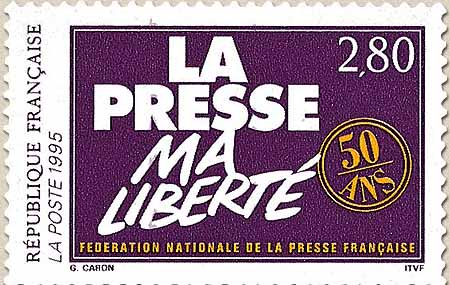 RÉPUBLIQUE FRANÇAISE
LA POSTE 1995
LA
PRESSE
MA
LIBERTÉ
2,80
50
ANS
FEDERATION NATIONALE DE LA PRESSE FRANÇAISE
G. CARON
ITVF